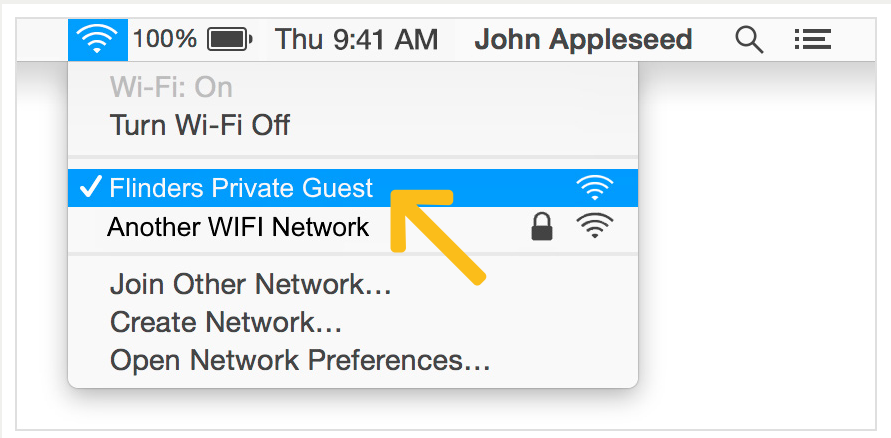 100% Thu 9:41 AM John Appleseed
Wi-Fi: On
Turn Wi-Fi Off
Flinders Private Guest
Another WIFI Network
Join Other Network...
Create Network...
Open Network Preferences...